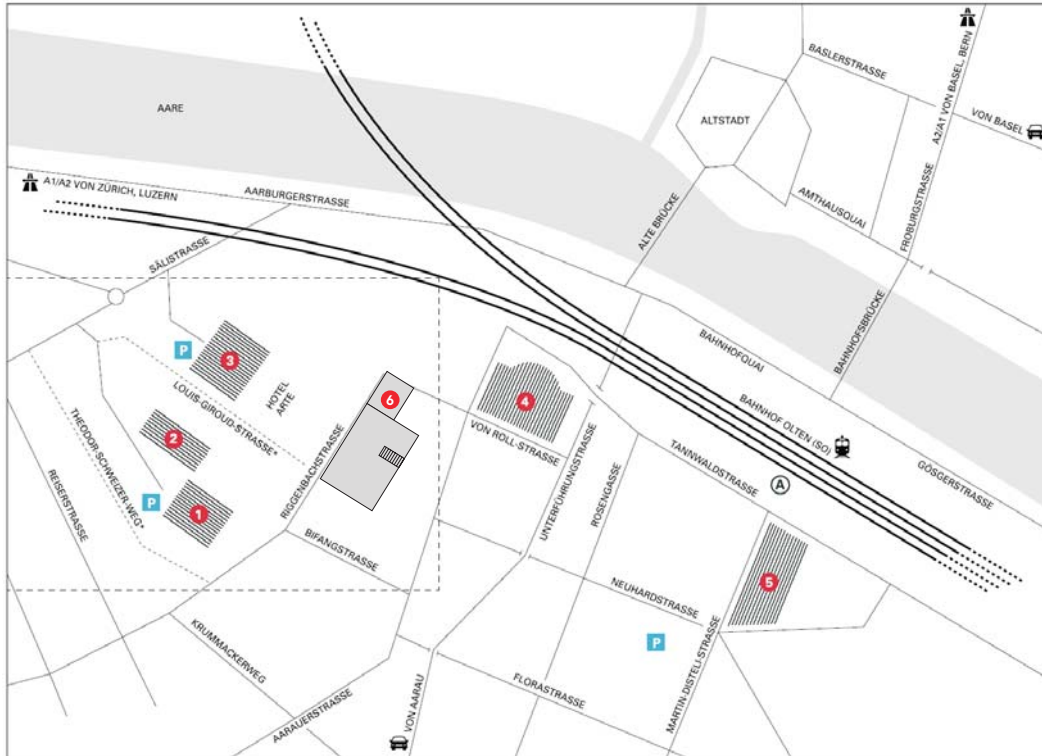 BASLERSTRASSE
A2/A1 VON BASEL, BERN
VON BASEL
AARE
ALTSTADT
A1/A2 VON ZÜRICH, LUZERN
AARBURGERSTRASSE
AMTHAUSQUAI
FROBURGSTRASSE
ALTE BRÜCKE
SÄLISTRASSE
BAHNHOFSBRÜCKE
BAHNHOFQUAI
P
3
HOTEL
ARTE
LOUIS-GIROUD-STRASSE*
6
4
BAHNHOF OLTEN (SO)
GÖSGERSTRASSE
THEODOR-SCHWEIZER-WEG*
2
RIGGENBACHSTRASSE
VON ROLL-STRASSE
TANNWALDSTRASSE
A
REISERSTRASSE
P
1
UNTERFÜHRUNGSTRASSE
ROSENGASSE
BIFANGSTRASSE
NEUHARDSTRASSE
5
P
KRUMMACKERWEG
MARTIN-DISTELI-STRASSE
FLORASTRASSE
AARAUERSTRASSE
VON AARAU